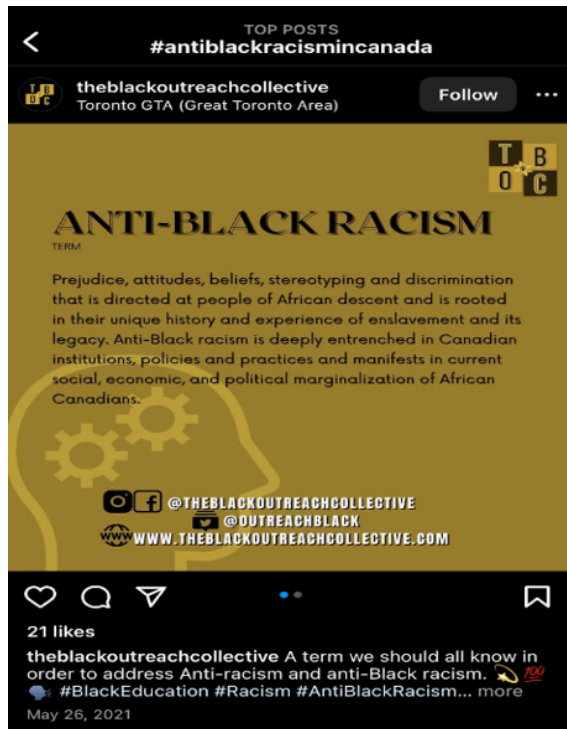 TOP POSTS
#antiblackracismincanada
theblackoutreachcollective
Toronto GTA (Great Toronto Area)
Follow
T B
O C
T B
O C
ANTI-BLACK RACISM
TERM
Prejudice, attitudes, beliefs, stereotyping and discrimination
that is directed at people of African descent and is rooted
in their unique history and experience of enslavement and its
legacy. Anti-Black racism is deeply entrenched in Canadian
institutions, policies and practices and manifests in current
social, economic, and political marginalization of African
Canadians.
@THEBLACKOUTREACHCOLLECTIVE
@OUTREACHBLACK
WWW.THEBLACKOUTREACHCOLLECTIVE.COM
21 likes
theblackoutreachcollective A term we should all know in
order to address Anti-racism and anti-Black racism. 💫 💯
🗣️ #BlackEducation #Racism #AntiBlackRacism... more
May 26, 2021